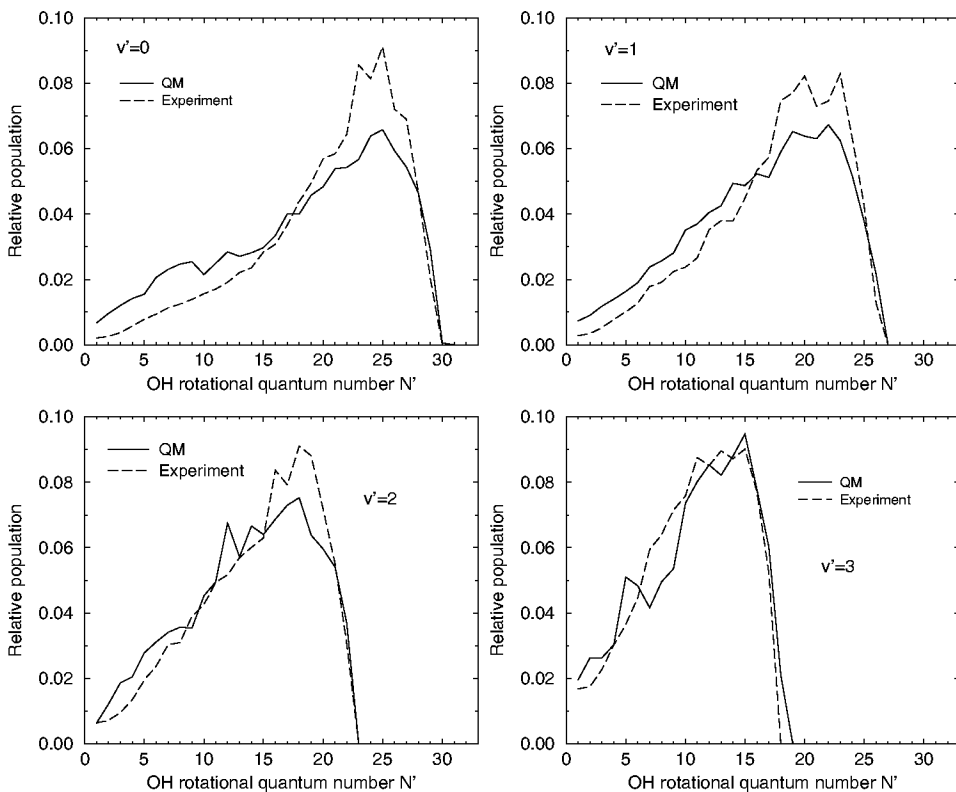 0.10
0.08
0.06
0.04
0.02
0.00
Relative population
v'=0
QM
Experiment
0 5 10 15 20 25 30
OH rotational quantum number N'
0.10
0.08
0.06
0.04
0.02
0.00
Relative population
v'=1
QM
Experiment
0 5 10 15 20 25 30
OH rotational quantum number N'
0.10
0.08
0.06
0.04
0.02
0.00
Relative population
QM
Experiment
v'=2
0 5 10 15 20 25 30
OH rotational quantum number N'
0.10
0.08
0.06
0.04
0.02
0.00
Relative population
QM
Experiment
v'=3
0 5 10 15 20 25 30
OH rotational quantum number N'